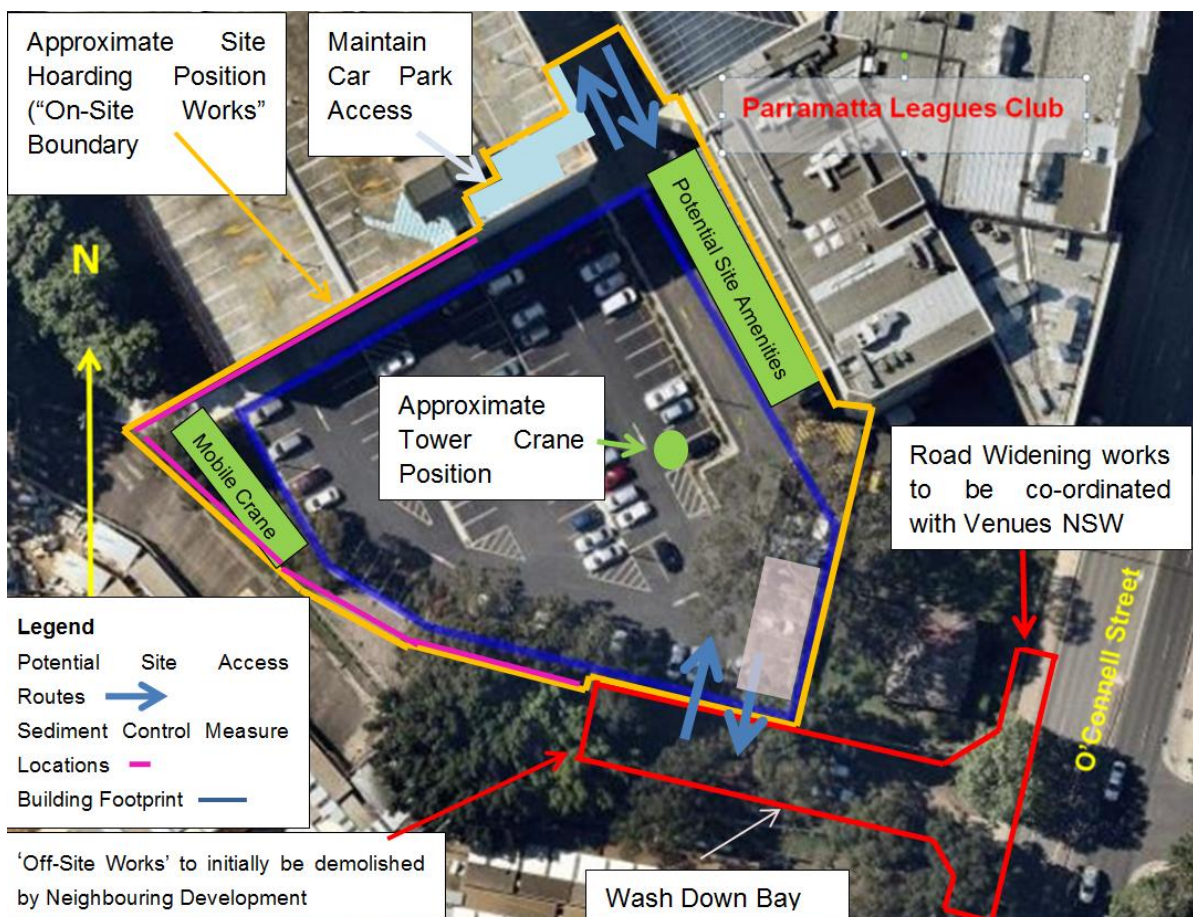 Approximate Site
Hoarding Position
(“On-Site Works”
Boundary
Maintain
Car Park
Access
Parramatta Leagues Club
N
Potential Site Amenities
Mobile Crane
Approximate
Tower Crane
Position
Road Widening works
to be co-ordinated
with Venues NSW
O'Connell Street
Legend
Potential Site Access
Routes
Sediment Control Measure
Locations
Building Footprint
‘Off-Site Works’ to initially be demolished
by Neighbouring Development
Wash Down Bay